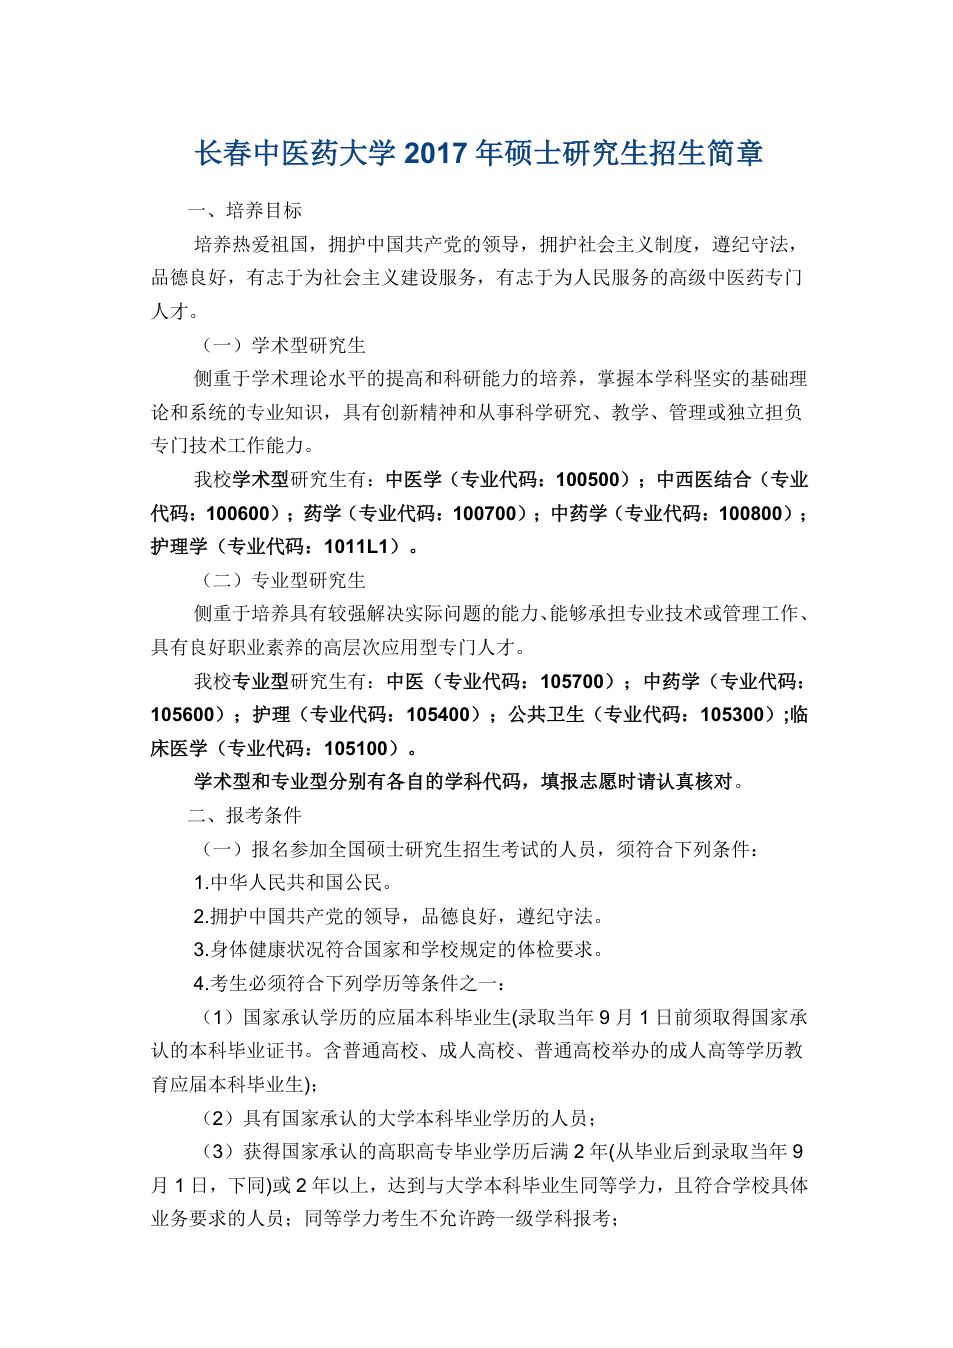 长春中医药大学 2017 年硕士研究生招生简章
一、培养目标
培养热爱祖国，拥护中国共产党的领导，拥护社会主义制度，遵纪守法，
品德良好，有志于为社会主义建设服务，有志于为人民服务的高级中医药专门
人才。
（一）学术型研究生
侧重于学术理论水平的提高和科研能力的培养，掌握本学科坚实的基础理
论和系统的专业知识，具有创新精神和从事科学研究、教学、管理或独立担负
专门技术工作能力。
我校学术型研究生有：中医学（专业代码：100500）；中西医结合（专业
代码：100600）；药学（专业代码：100700）；中药学（专业代码：100800）；
护理学（专业代码：1011L1）。
（二）专业型研究生
侧重于培养具有较强解决实际问题的能力、能够承担专业技术或管理工作、
具有良好职业素养的高层次应用型专门人才。
我校专业型研究生有：中医（专业代码：105700）；中药学（专业代码：
105600）；护理（专业代码：105400）；公共卫生（专业代码：105300）;临
床医学（专业代码：105100）。
学术型和专业型分别有各自的学科代码，填报志愿时请认真核对。
二、报考条件
（一）报名参加全国硕士研究生招生考试的人员，须符合下列条件：
1.中华人民共和国公民。
2.拥护中国共产党的领导，品德良好，遵纪守法。
3.身体健康状况符合国家和学校规定的体检要求。
4.考生必须符合下列学历等条件之一：
（1）国家承认学历的应届本科毕业生(录取当年 9 月 1 日前须取得国家承
认的本科毕业证书。含普通高校、成人高校、普通高校举办的成人高等学历教
育应届本科毕业生)；
（2）具有国家承认的大学本科毕业学历的人员；
（3）获得国家承认的高职高专毕业学历后满 2 年(从毕业后到录取当年 9
月 1 日，下同)或 2 年以上，达到与大学本科毕业生同等学力，且符合学校具体
业务要求的人员；同等学力考生不允许跨一级学科报考；